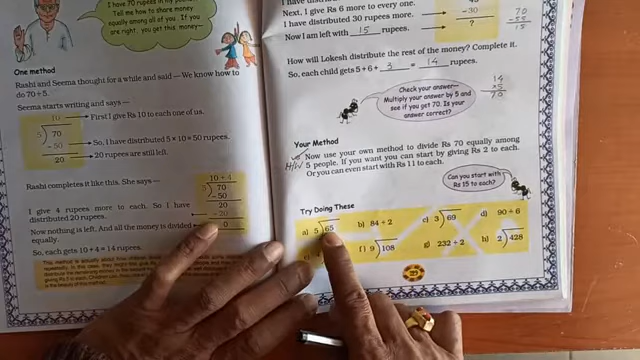 I have 70 rupees in my pocket.
Tell me how to share money
equally among all of you. If you
are right, you get this money.
One method
Rashi and Seema thought for a while and said — We know how to
do 70÷5.
Seema starts writing and says —
10 → First I give Rs 10 to each one of us.
5) 70
– 50 → So, I have distributed 5 × 10 = 50 rupees.
20 → 20 rupees are still left.
Rashi completes it like this. She says —
10 + 4
5) 70
– 50
I give 4 rupees more to each. So I have 20
distributed 20 rupees. – 20
Now nothing is left. And all the money is divided 0
equally.
So, each gets 10 + 4 = 14 rupees.
Next, I give Rs 6 more to every one.
I have distributed 30 rupees more. → – 30
Now I am left with 15 rupees. → ?
70
– 55
15
How will Lokesh distribute the rest of the money? Complete it.
So, each child gets 5 + 6 + 3 = 14 rupees.
Check your answer—
Multiply your answer by 5 and
see if you get 70. Is your
answer correct?
14
× 5
70
Your Method
H/W Now use your own method to divide Rs 70 equally among
5 people. If you want you can start by giving Rs 2 to each.
Or you can even start with Rs 11 to each.
Can you start with
Rs 15 to each?
Try Doing These
a) 5) 65 b) 84 ÷ 2 c) 3) 69 d) 90 ÷ 6
f) 9) 108 g) 232 ÷ 2 h) 2) 428